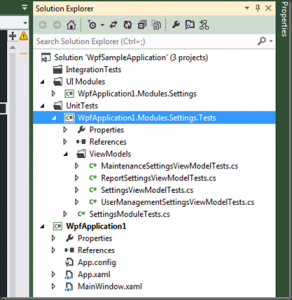 Solution Explorer
Search Solution Explorer (Ctrl+;)
Solution 'WpfSampleApplication' (3 projects)
IntegrationTests
UI Modules
WpfApplication1.Modules.Settings
UnitTests
WpfApplication1.Modules.Settings.Tests
Properties
References
ViewModels
MaintenanceSettingsViewModelTests.cs
ReportSettingsViewModelTests.cs
SettingsViewModelTests.cs
UserManagementSettingsViewModelTests.cs
SettingsModuleTests.cs
WpfApplication1
Properties
References
App.config
App.xaml
MainWindow.xaml
Properties